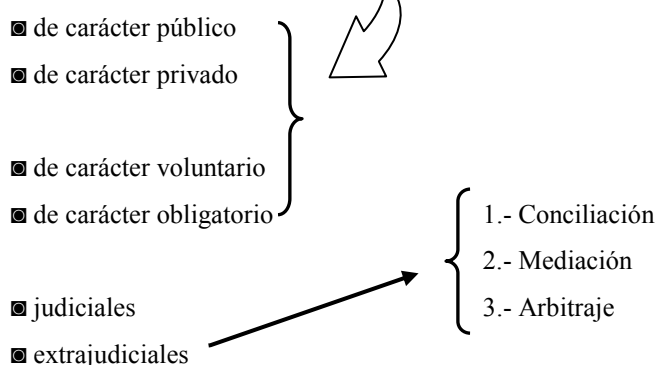 ◙ de carácter público
◙ de carácter privado
◙ de carácter voluntario
◙ de carácter obligatorio
◙ judiciales
◙ extrajudiciales
1.- Conciliación
2.- Mediación
3.- Arbitraje